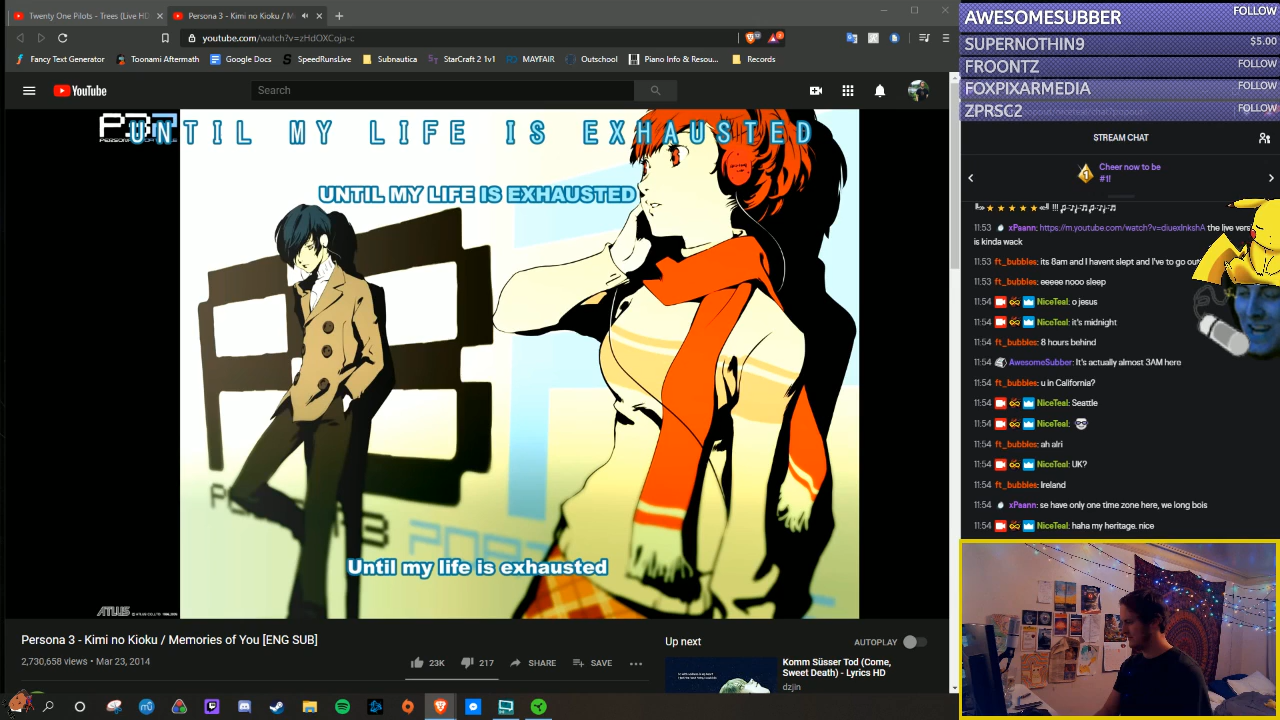 Twenty One Pilots - Trees (Live HD
Persona 3 - Kimi no Kioku / M
youtube.com/watch?v=zHdOXCoja-c
Fancy Text Generator
Toonami Aftermath
Google Docs
SpeedRunsLive
Subnautica
StarCraft 2 1v1
MAYFAIR
Outschool
Piano Info & Resou...
Records
YouTube
Search
UNTIL MY LIFE IS EXHAUSTED
UNTIL MY LIFE IS EXHAUSTED
Until my life is exhausted
ATLUS
Persona 3 - Kimi no Kioku / Memories of You [ENG SUB]
2,730,658 views • Mar 23, 2014
23K
217
SHARE
SAVE
Up next
AUTOPLAY
Komm Süsser Tod (Come,
Sweet Death) - Lyrics HD
dzjin
AWESOMESUBBER FOLLOW
SUPERNOTHIN9 $5.00
FROONTZ FOLLOW
FOXPIXARMEDIA FOLLOW
ZPRSC2 FOLLOW
STREAM CHAT
Cheer now to be
#1!
11:53 xPaann: the live ver
is kinda wack
11:53 ft_bubbles: its 8am and I havent slept and I've to go out
11:53 ft_bubbles: eeeee nooo sleep
11:54 NiceTeal: o jesus
11:54 NiceTeal: it's midnight
11:54 ft_bubbles: 8 hours behind
11:54 AwesomeSubber: It's actually almost 3AM here
11:54 ft_bubbles: u in California?
11:54 NiceTeal: Seattle
11:54 NiceTeal:
11:54 ft_bubbles: ah alri
11:54 NiceTeal: UK?
11:54 ft_bubbles: Ireland
11:54 xPaann: se have only one time zone here, we long bois
11:54 NiceTeal: haha my heritage. nice